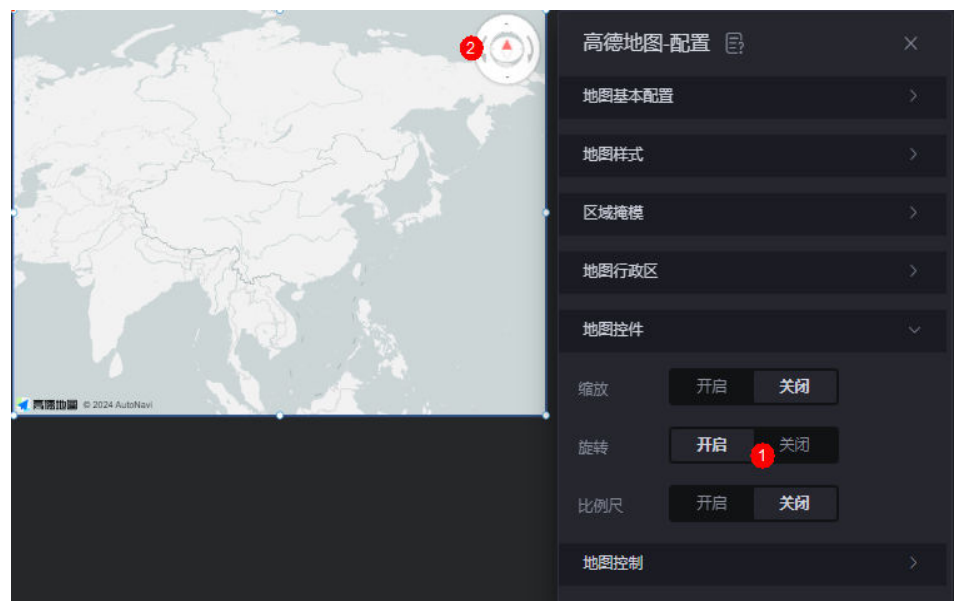 2
高德地图 © 2024 AutoNavi
高德地图-配置
地图基本配置
地图样式
区域掩模
地图行政区
地图控件
缩放 开启 关闭
旋转 开启 1 关闭
比例尺 开启 关闭
地图控制